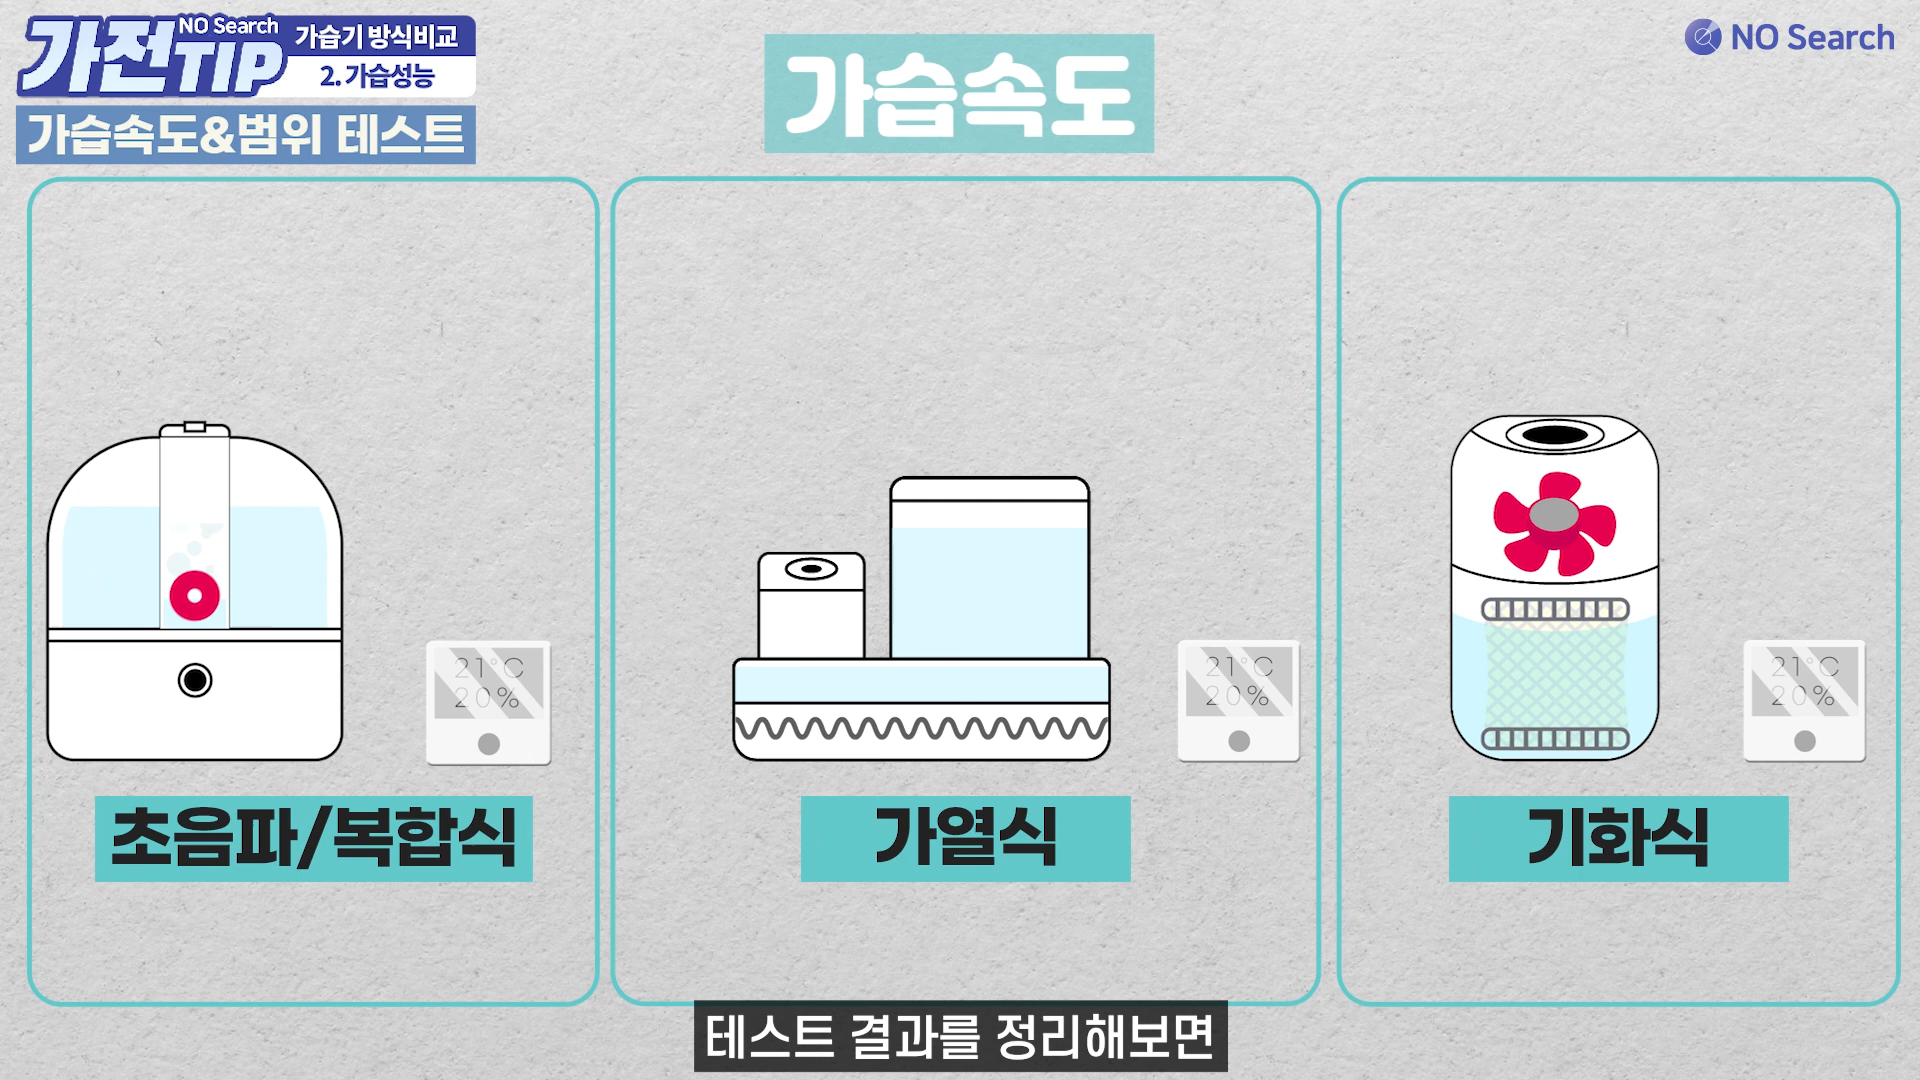 가전TIP
NO Search
가습기 방식비교
2. 가습성능
가습속도&범위 테스트
가습속도
NO Search
21°C
20%
21°C
20%
21°C
20%
초음파/복합식
가열식
기화식
테스트 결과를 정리해보면